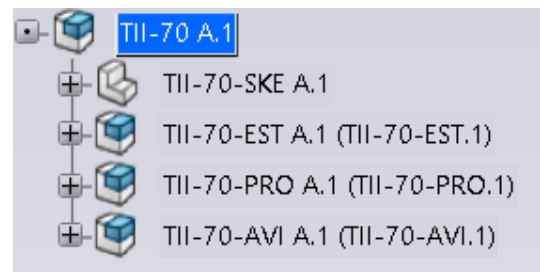 TII-70 A.1
TII-70-SKE A.1
TII-70-EST A.1 (TII-70-EST.1)
TII-70-PRO A.1 (TII-70-PRO.1)
TII-70-AVI A.1 (TII-70-AVI.1)